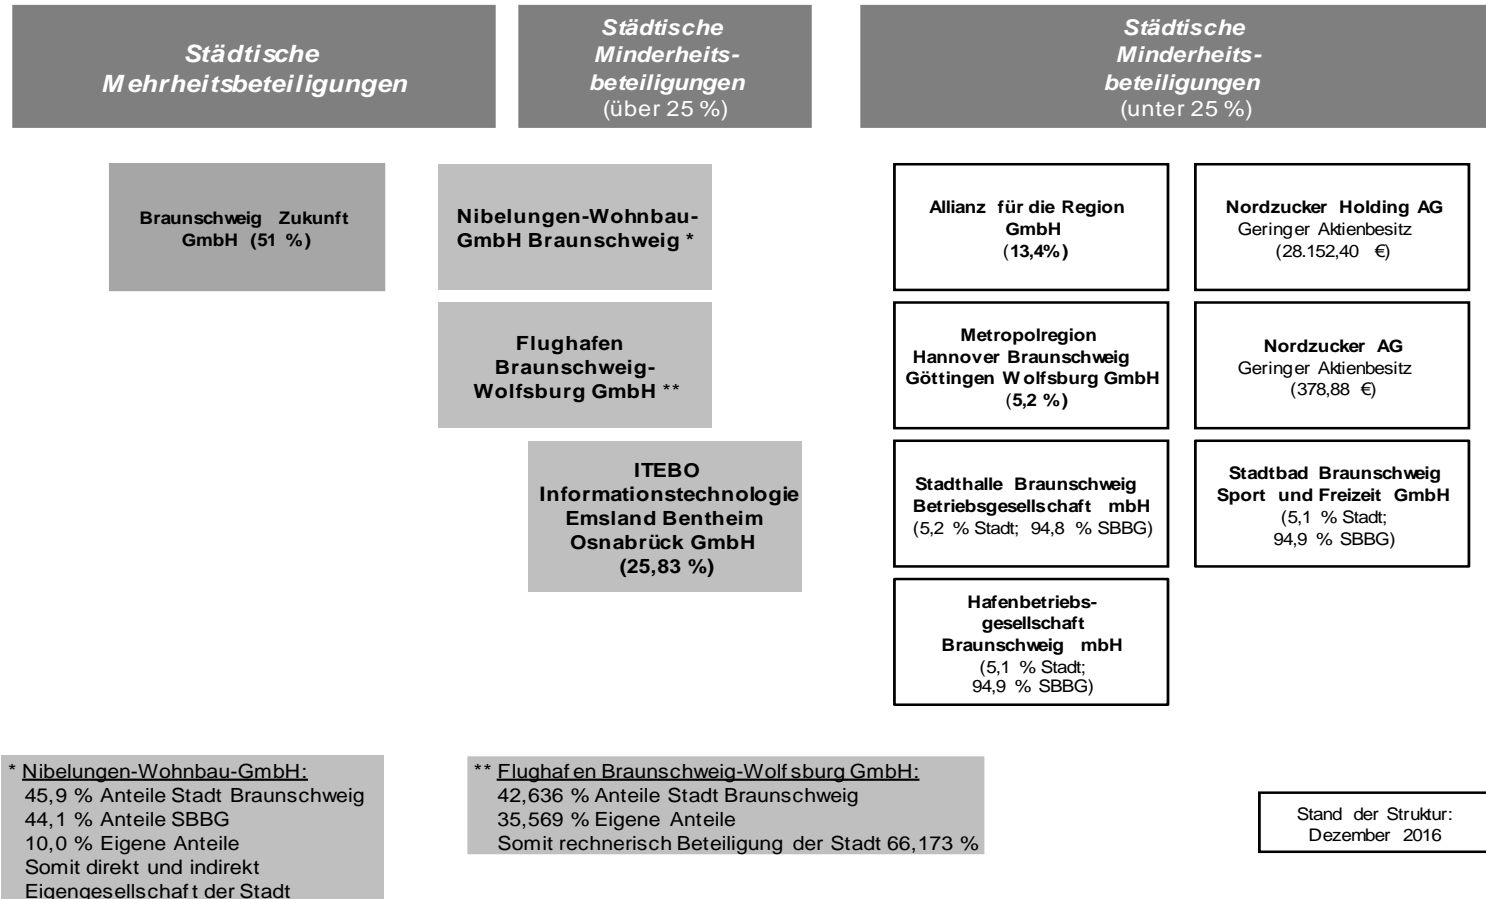 Städtische
Mehrheitsbeteiligungen
Städtische
Minderheits-
beteiligungen
(über 25 %)
Städtische
Minderheits-
beteiligungen
(unter 25 %)
Braunschweig Zukunft
GmbH (51 %)
Nibelungen-Wohnbau-
GmbH Braunschweig *
Flughafen
Braunschweig-
Wolfsburg GmbH **
ITEBO
Informationstechnologie
Emsland Bentheim
Osnabrück GmbH
(25,83 %)
Allianz für die Region
GmbH
(13,4%)
Nordzucker Holding AG
Geringer Aktienbesitz
(28.152,40 €)
Metropolregion
Hannover Braunschweig
Göttingen Wolfsburg GmbH
(5,2 %)
Nordzucker AG
Geringer Aktienbesitz
(378,88 €)
Stadthalle Braunschweig
Betriebsgesellschaft mbH
(5,2 % Stadt; 94,8 % SBBG)
Stadtbad Braunschweig
Sport und Freizeit GmbH
(5,1 % Stadt;
94,9 % SBBG)
Hafenbetriebs-
gesellschaft
Braunschweig mbH
(5,1 % Stadt;
94,9 % SBBG)
* Nibelungen-Wohnbau-GmbH:
45,9 % Anteile Stadt Braunschweig
44,1 % Anteile SBBG
10,0 % Eigene Anteile
Somit direkt und indirekt
Eigengesellschaft der Stadt
** Flughafen Braunschweig-Wolfsburg GmbH:
42,636 % Anteile Stadt Braunschweig
35,569 % Eigene Anteile
Somit rechnerisch Beteiligung der Stadt 66,173 %
Stand der Struktur:
Dezember 2016